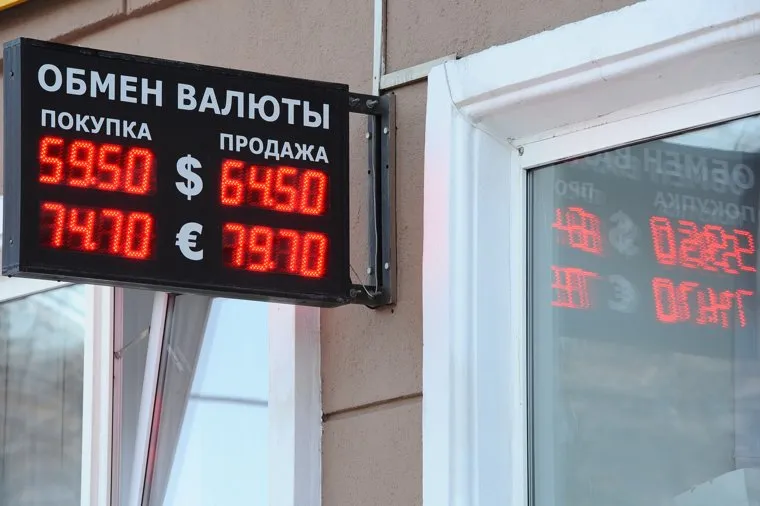 ОБМЕН ВАЛЮТЫ
ПОКУПКА ПРОДАЖА
59.50 $ 64.50
74.70 € 79.70